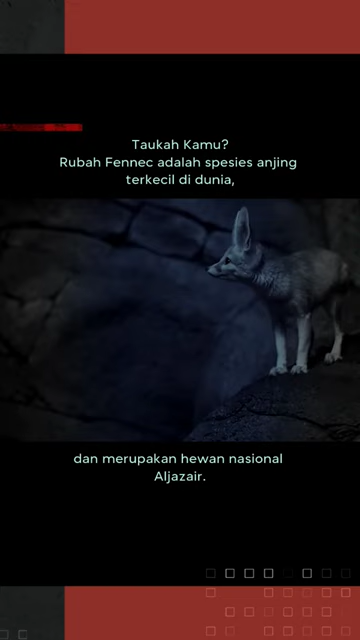 Taukah Kamu?
Rubah Fennec adalah spesies anjing
terkecil di dunia,
dan merupakan hewan nasional
Aljazair.